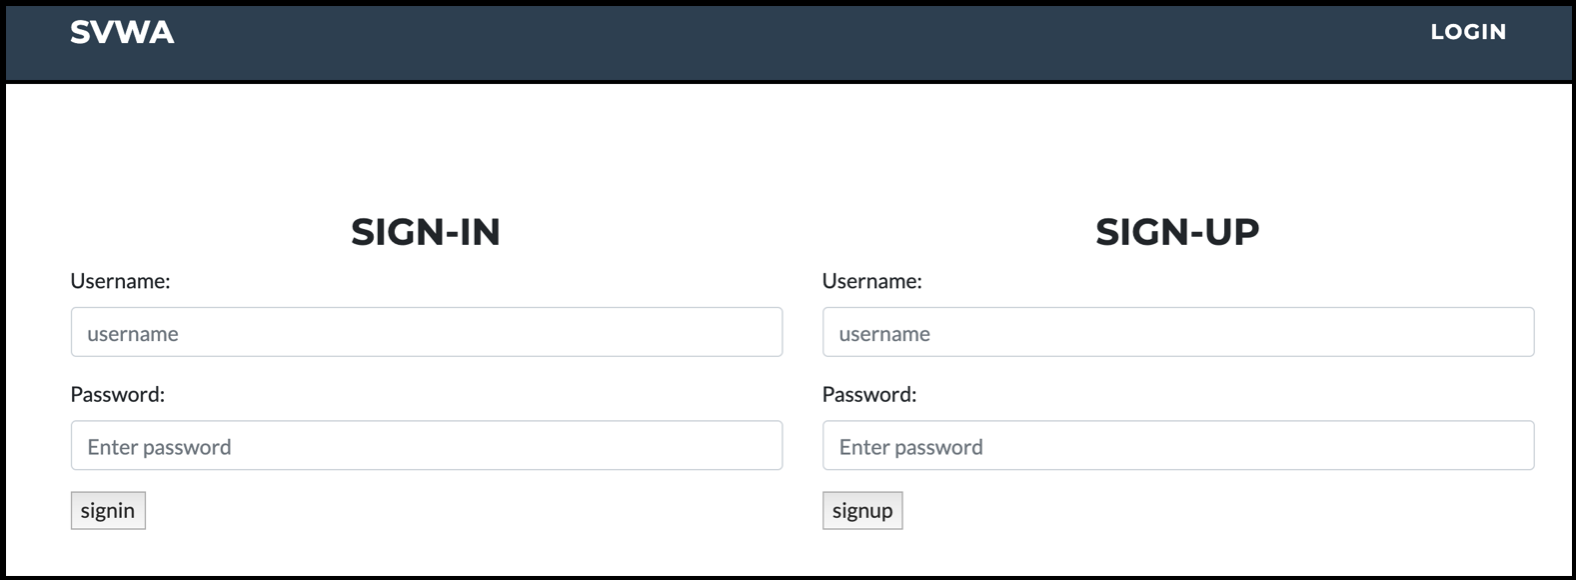 SVWA
LOGIN
SIGN-IN
Username:
username
Password:
Enter password
signin
SIGN-UP
Username:
username
Password:
Enter password
signup